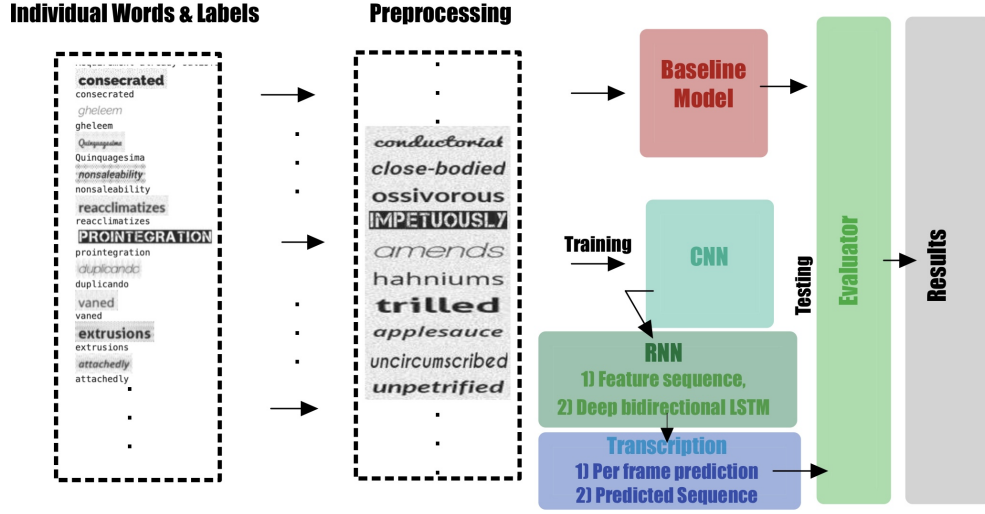 Individual Words & Labels
consecrated
consecrated
gheleem
gheleem
Quinquagesima
Quinquagesima
nonsaleability
nonsaleability
reacclimatizes
reacclimatizes
PROINTEGRATION
prointegration
duplicando
duplicando
vaned
vaned
extrusions
extrusions
attachedly
attachedly
Preprocessing
conductorial
close-bodied
ossivorous
IMPETUOUSLY
amends
hahniums
trilled
applesauce
uncircumscribed
unpetrified
Baseline
Model
Training
CNN
RNN
1) Feature sequence,
2) Deep bidirectional LSTM
Transcription
1) Per frame prediction
2) Predicted Sequence
Testing
Evaluator
Results